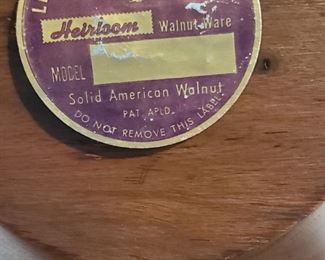 Heirloom Walnut Ware
MODEL
Solid American Walnut
PAT. APLD.
DO NOT REMOVE THIS LABEL